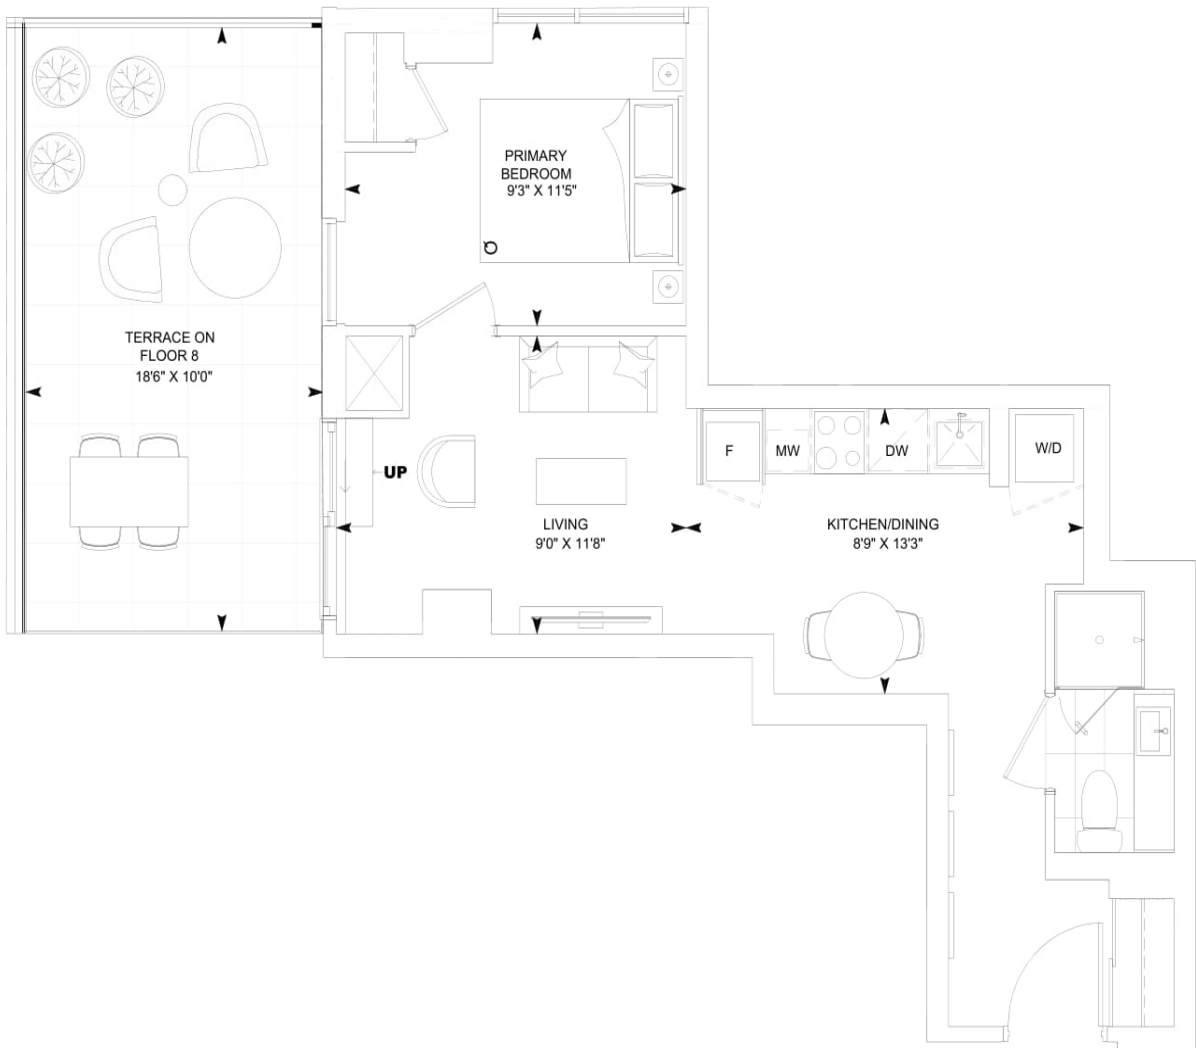 PRIMARY
BEDROOM
9'3" X 11'5"
TERRACE ON
FLOOR 8
18'6" X 10'0"
UP
F
MW
DW
W/D
LIVING
9'0" X 11'8"
KITCHEN/DINING
8'9" X 13'3"